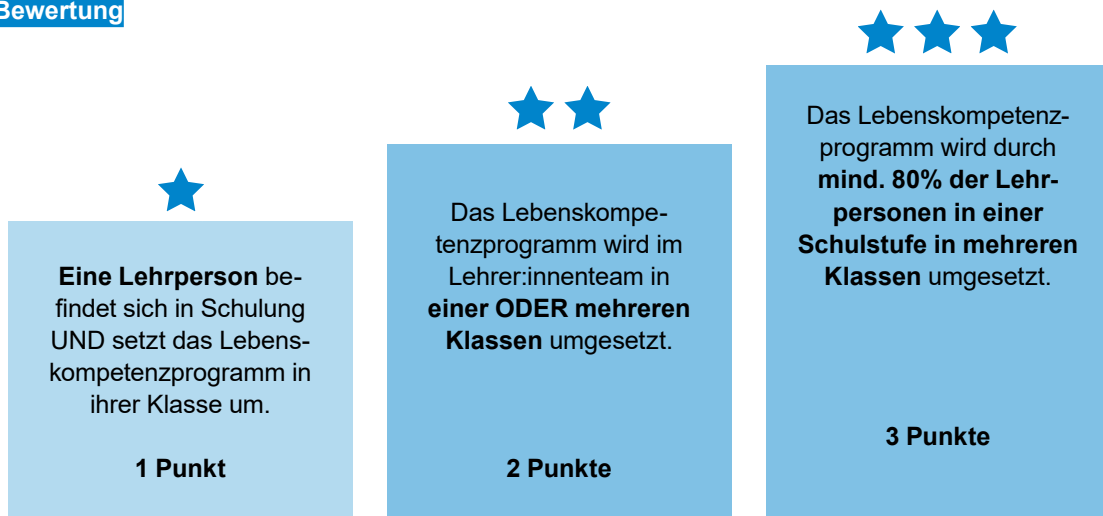 Bewertung
Eine Lehrperson be-
findet sich in Schulung
UND setzt das Lebens-
kompetenzprogramm in
ihrer Klasse um.
1 Punkt
Das Lebenskompe-
tenzprogramm wird im
Lehrer:innenteam in
einer ODER mehreren
Klassen umgesetzt.
2 Punkte
Das Lebenskompetenz-
programm wird durch
mind. 80% der Lehr-
personen in einer
Schulstufe in mehreren
Klassen umgesetzt.
3 Punkte